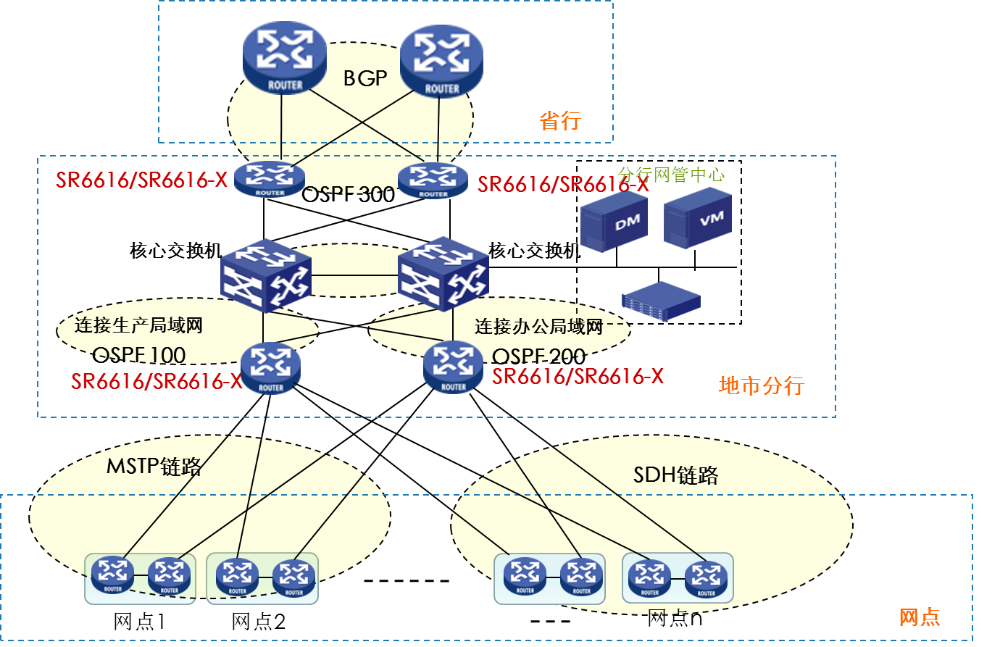 ROUTER
ROUTER
BGP
省行
SR6616/SR6616-X
ROUTER
OSPF 300
ROUTER
SR6616/SR6616-X
分行网管中心
DM
VM
核心交换机
核心交换机
连接生产局域网
OSPF 100
SR6616/SR6616-X
ROUTER
连接办公局域网
OSPF 200
SR6616/SR6616-X
ROUTER
地市分行
MSTP链路
SDH链路
ROUTER
ROUTER
ROUTER
ROUTER
ROUTER
ROUTER
ROUTER
ROUTER
网点1
网点2
网点n
网点